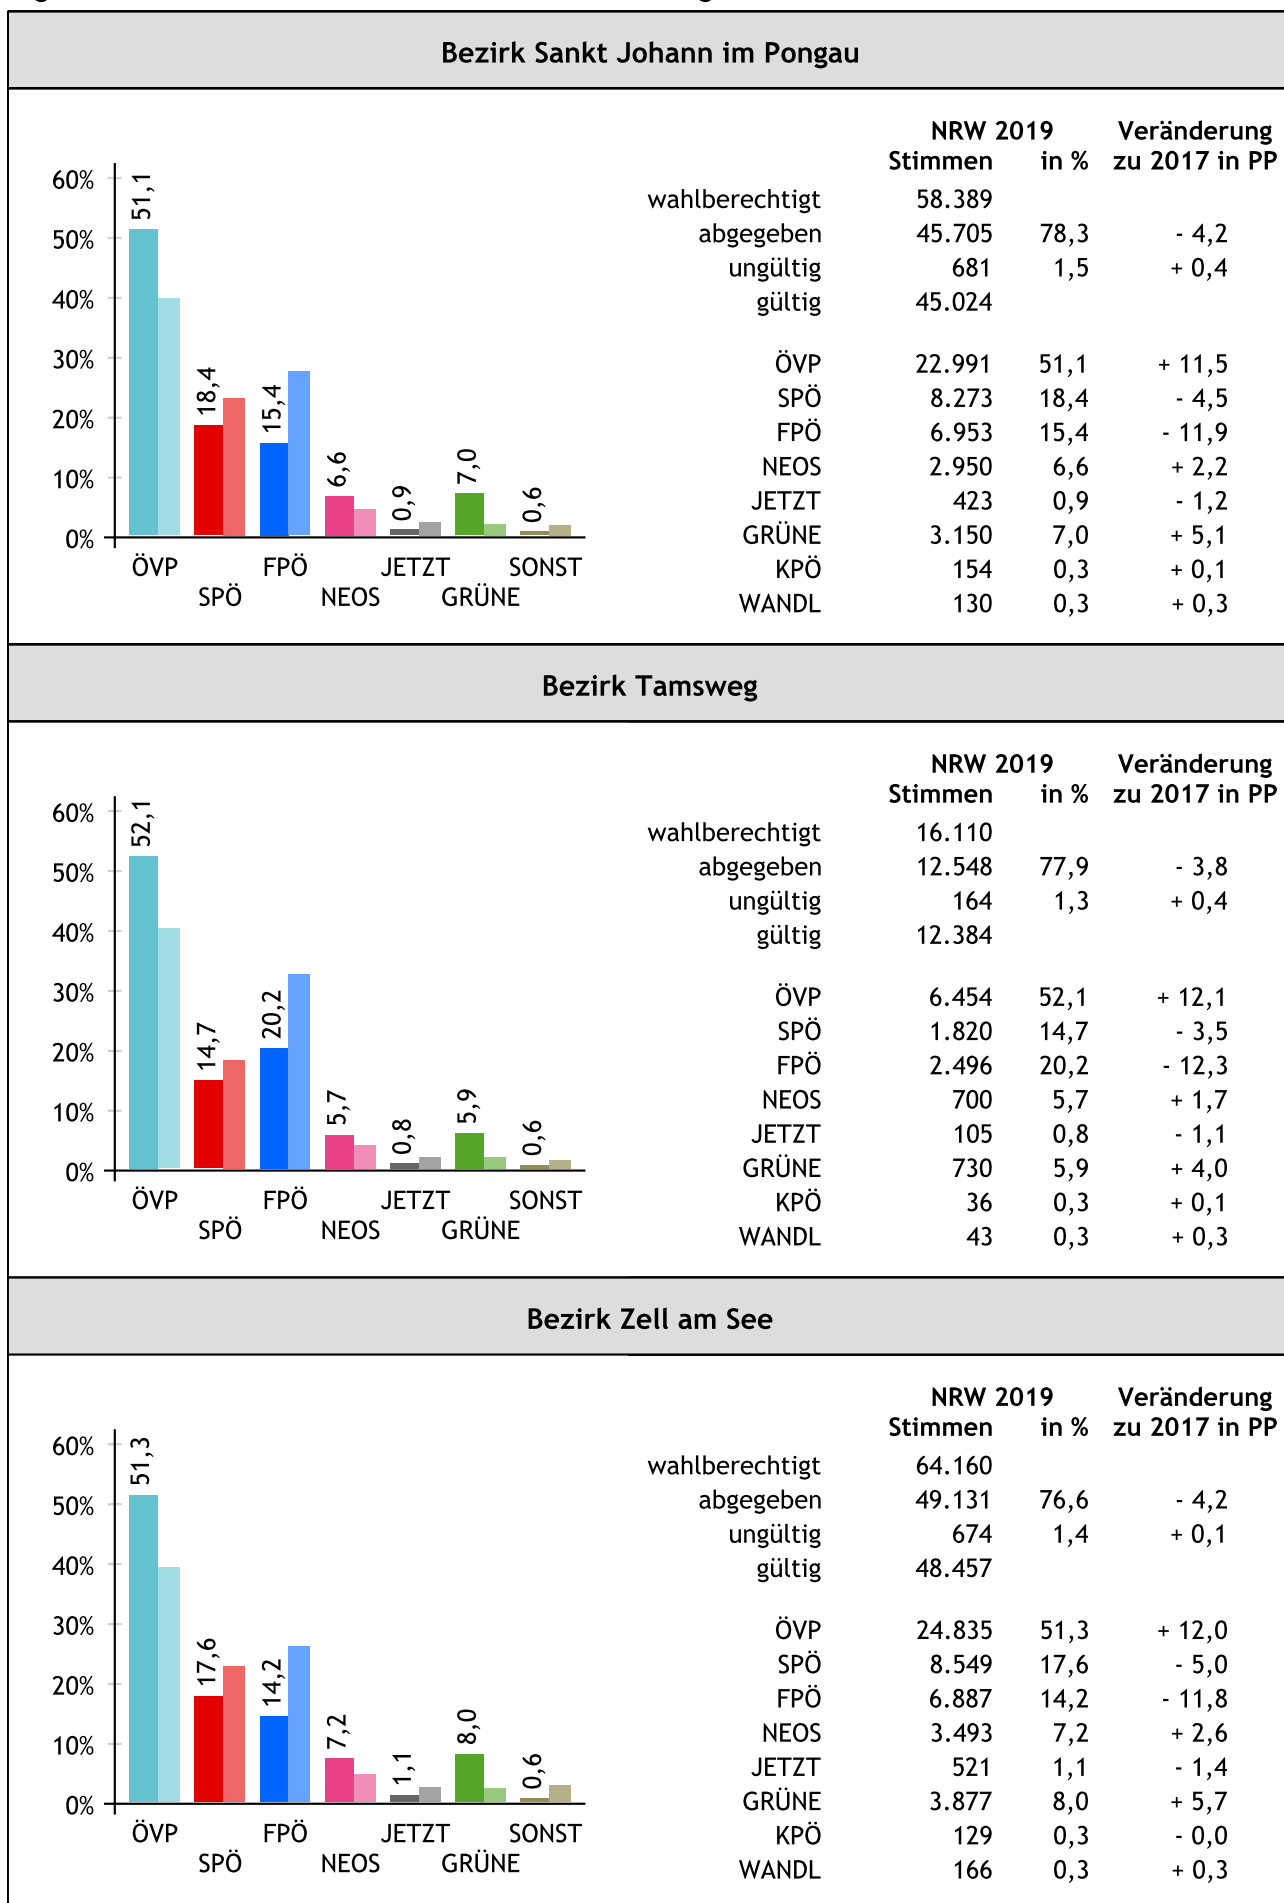 Bezirk Sankt Johann im Pongau
NRW 2019 Veränderung
Stimmen in % zu 2017 in PP
wahlberechtigt 58.389
abgegeben 45.705 78,3 - 4,2
ungültig 681 1,5 + 0,4
gültig 45.024
ÖVP 22.991 51,1 + 11,5
SPÖ 8.273 18,4 - 4,5
FPÖ 6.953 15,4 - 11,9
NEOS 2.950 6,6 + 2,2
JETZT 423 0,9 - 1,2
GRÜNE 3.150 7,0 + 5,1
KPÖ 154 0,3 + 0,1
WANDL 130 0,3 + 0,3
60%
50%
40%
30%
20%
10%
0%
51,1
18,4
15,4
6,6
0,9
7,0
0,6
ÖVP FPÖ JETZT SONST
SPÖ NEOS GRÜNE
Bezirk Tamsweg
NRW 2019 Veränderung
Stimmen in % zu 2017 in PP
wahlberechtigt 16.110
abgegeben 12.548 77,9 - 3,8
ungültig 164 1,3 + 0,4
gültig 12.384
ÖVP 6.454 52,1 + 12,1
SPÖ 1.820 14,7 - 3,5
FPÖ 2.496 20,2 - 12,3
NEOS 700 5,7 + 1,7
JETZT 105 0,8 - 1,1
GRÜNE 730 5,9 + 4,0
KPÖ 36 0,3 + 0,1
WANDL 43 0,3 + 0,3
60%
50%
40%
30%
20%
10%
0%
52,1
14,7
20,2
5,7
0,8
5,9
0,6
ÖVP FPÖ JETZT SONST
SPÖ NEOS GRÜNE
Bezirk Zell am See
NRW 2019 Veränderung
Stimmen in % zu 2017 in PP
wahlberechtigt 64.160
abgegeben 49.131 76,6 - 4,2
ungültig 674 1,4 + 0,1
gültig 48.457
ÖVP 24.835 51,3 + 12,0
SPÖ 8.549 17,6 - 5,0
FPÖ 6.887 14,2 - 11,8
NEOS 3.493 7,2 + 2,6
JETZT 521 1,1 - 1,4
GRÜNE 3.877 8,0 + 5,7
KPÖ 129 0,3 - 0,0
WANDL 166 0,3 + 0,3
60%
50%
40%
30%
20%
10%
0%
51,3
17,6
14,2
7,2
1,1
8,0
0,6
ÖVP FPÖ JETZT SONST
SPÖ NEOS GRÜNE